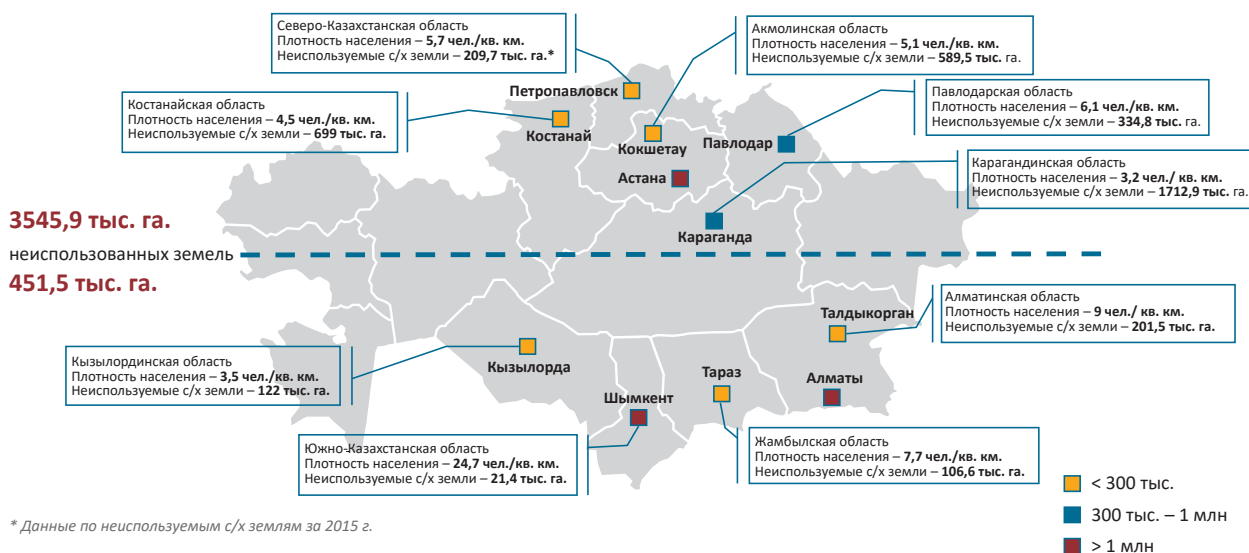 Северо-Казахстанская область
Плотность населения – 5,7 чел./кв. км.
Неиспользуемые с/х земли – 209,7 тыс. га.*
Акмолинская область
Плотность населения – 5,1 чел./кв. км.
Неиспользуемые с/х земли – 589,5 тыс. га.
Костанайская область
Плотность населения – 4,5 чел./кв. км.
Неиспользуемые с/х земли – 699 тыс. га.
Павлодарская область
Плотность населения – 6,1 чел./кв. км.
Неиспользуемые с/х земли – 334,8 тыс. га.
Карагандинская область
Плотность населения – 3,2 чел./ кв. км.
Неиспользуемые с/х земли – 1712,9 тыс. га.
Петропавловск
Костанай
Кокшетау
Павлодар
Астана
Караганда
3545,9 тыс. га.
неиспользованных земель
451,5 тыс. га.
Алматинская область
Плотность населения – 9 чел./ кв. км.
Неиспользуемые с/х земли – 201,5 тыс. га.
Талдыкорган
Кызылординская область
Плотность населения – 3,5 чел./кв. км.
Неиспользуемые с/х земли – 122 тыс. га.
Кызылорда
Тараз
Алматы
Шымкент
Южно-Казахстанская область
Плотность населения – 24,7 чел./кв. км.
Неиспользуемые с/х земли – 21,4 тыс. га.
Жамбылская область
Плотность населения – 7,7 чел./кв. км.
Неиспользуемые с/х земли – 106,6 тыс. га.
< 300 тыс.
300 тыс. – 1 млн
> 1 млн
* Данные по неиспользуемым с/х землям за 2015 г.